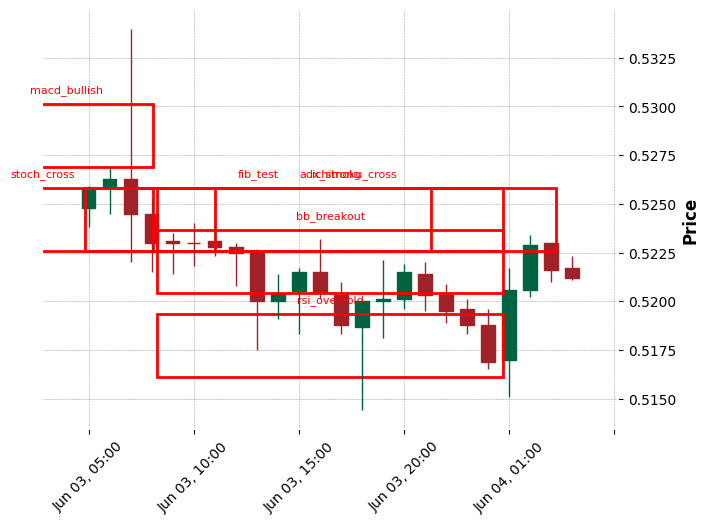 macd_bullish
stoch_cross
fib_test
adx_strong
ichimoku_cross
bb_breakout
rsi_oversold
0.5325
0.5300
0.5275
0.5250
0.5225
0.5200
0.5175
0.5150
Price
Jun 03, 05:00
Jun 03, 10:00
Jun 03, 15:00
Jun 03, 20:00
Jun 04, 01:00